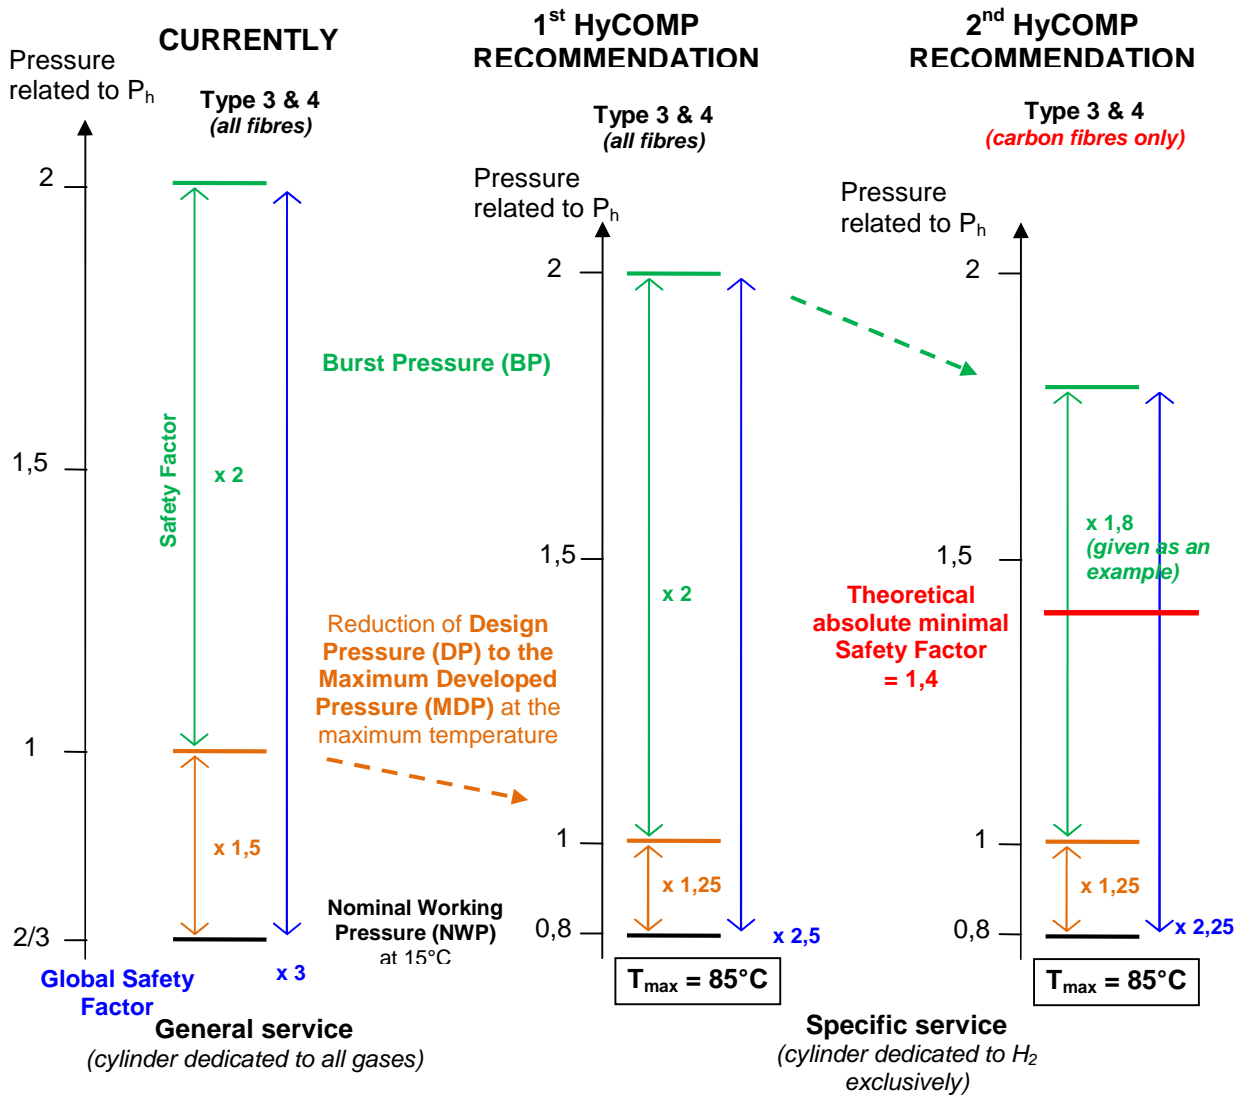 CURRENTLY
1st HyCOMP
RECOMMENDATION
2nd HyCOMP
RECOMMENDATION
Pressure
related to Ph
Type 3 & 4
(all fibres)
2
Safety Factor
x 2
1,5
1
x 1,5
2/3
Global Safety
Factor
x 3
General service
(cylinder dedicated to all gases)
Burst Pressure (BP)
Reduction of Design
Pressure (DP) to the
Maximum Developed
Pressure (MDP) at the
maximum temperature
Nominal Working
Pressure (NWP)
at 15°C
Type 3 & 4
(all fibres)
Pressure
related to Ph
2
1,5
x 2
1
x 1,25
0,8
x 2,5
Tmax = 85°C
Type 3 & 4
(carbon fibres only)
Pressure
related to Ph
2
x 1,8
(given as an
example)
1,5
Theoretical
absolute minimal
Safety Factor
= 1,4
1
x 1,25
0,8
x 2,25
Tmax = 85°C
Specific service
(cylinder dedicated to H2
exclusively)